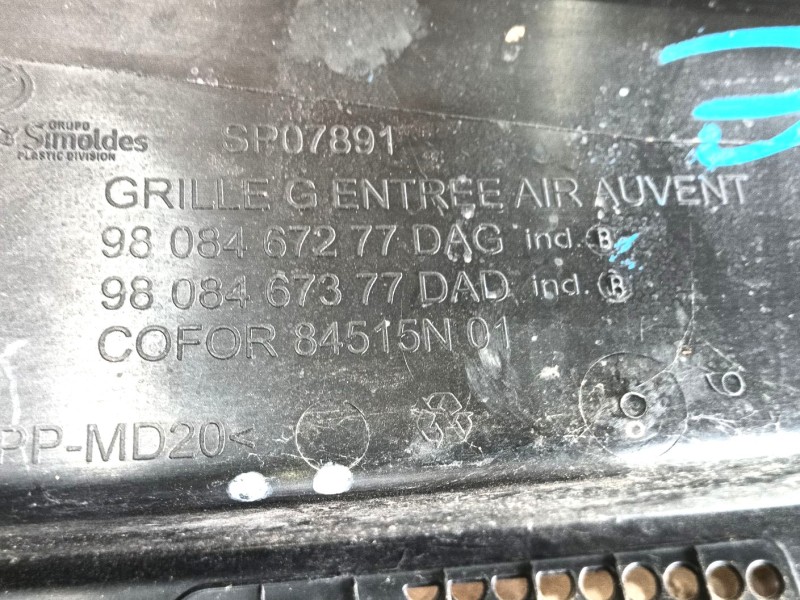 GRUPO
Simoldes
PLASTIC DIVISION
SP07891
GRILLE G ENTREE AIR AUVENT
98 084 672 77 DAG ind. B
98 084 673 77 DAD ind. B
COFOR 84515N 01
PP-MD20<